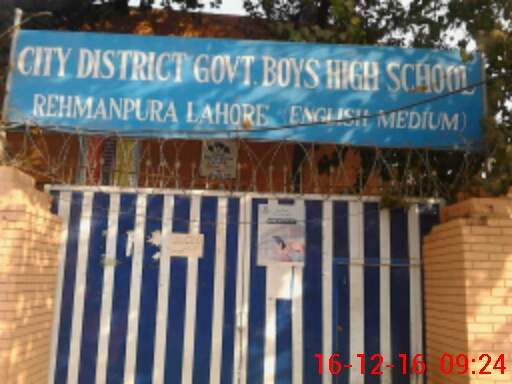 CITY DISTRICT GOVT. BOYS HIGH SCHOOL
REHMANPURA LAHORE (ENGLISH MEDIUM)
16-12-16 09:24